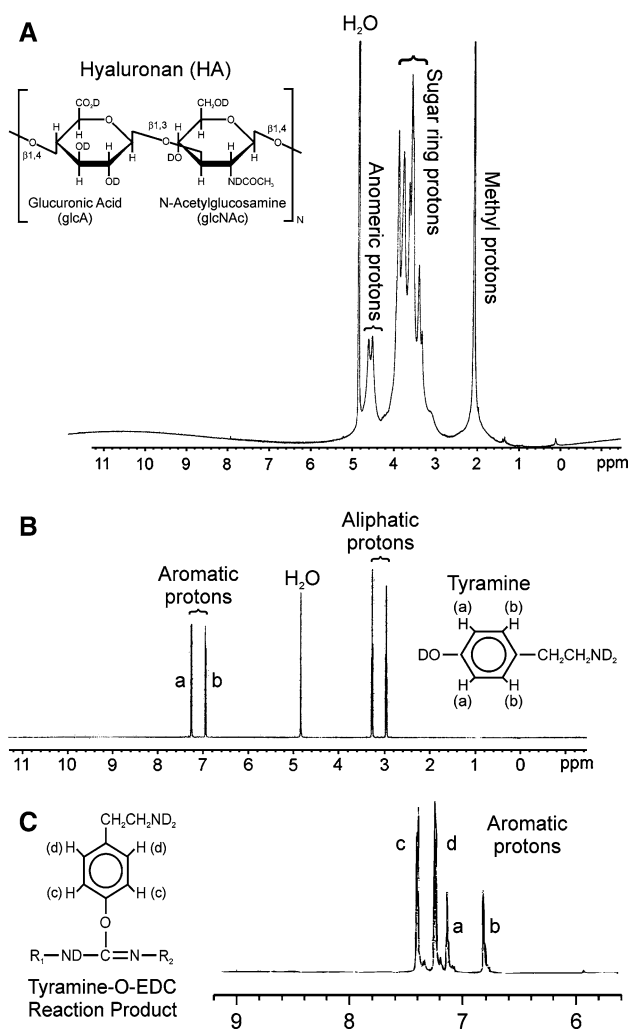 A
H₂O
Hyaluronan (HA)
CO₂D
CH₂OD
H
H
H
H
O
O
β1,3
β1,4
β1,4
O
O
O
OD
H
H
H
DO
H
H
H
OD
H
NDCOCH₃
Glucuronic Acid
(glcA)
N-Acetylglucosamine
(glcNAc)
N
Anomeric protons
Sugar ring protons
Methyl protons
11 10 9 8 7 6 5 4 3 2 1 0 ppm
B
Aromatic
protons
H₂O
Aliphatic
protons
a
b
Tyramine
(a) (b)
H H
DO
CH₂CH₂ND₂
H H
(a) (b)
11 10 9 8 7 6 5 4 3 2 1 0 ppm
C
CH₂CH₂ND₂
(d) H H (d)
(c) H H (c)
O
R₁—ND—C=N—R₂
Tyramine-O-EDC
Reaction Product
c
d
a
b
Aromatic
protons
9 8 7 6